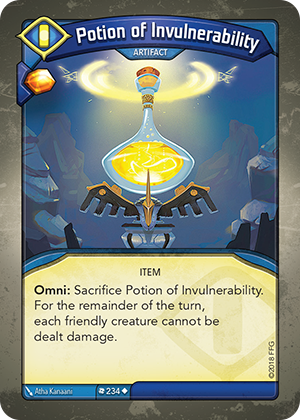 Potion of Invulnerability
ARTIFACT
ITEM
Omni: Sacrifice Potion of Invulnerability.
For the remainder of the turn,
each friendly creature cannot be
dealt damage.
Atha Kanaani
234
©2018 FFG